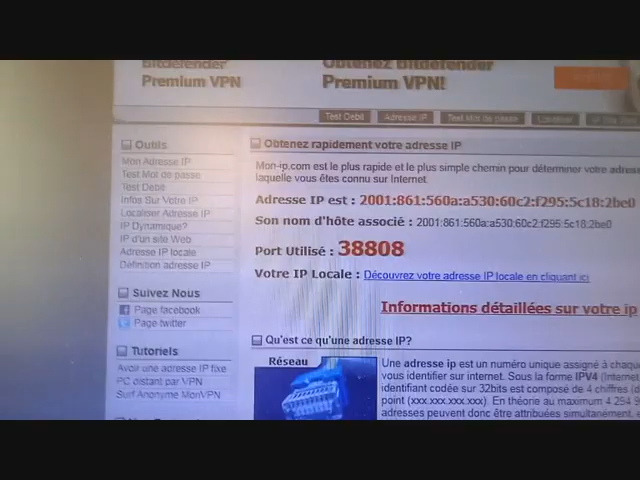 Bitdefender
Premium VPN
Obtenez Bitdefender
Premium VPN!
Test Debit
Adresse IP
Test Mot de passe
Outils
Mon Adresse IP
Test Mot de passe
Test Debit
Infos Sur Votre IP
Localiser Adresse IP
IP Dynamique?
IP d'un site Web
Adresse IP locale
Définition adresse IP
Suivez Nous
Page facebook
Page twitter
Tutoriels
Avoir une adresse IP fixe
PC distant par VPN
Surf Anonyme MonVPN
Obtenez rapidement votre adresse IP
Mon-ip.com est le plus rapide et le plus simple chemin pour déterminer votre
laquelle vous êtes connu sur Internet.
Adresse IP est : 2001:861:560a:a530:60c2:f295:5c18:2be0
Son nom d'hôte associé : 2001:861:560a:a530:60c2:f295:5c18:2be0
Port Utilisé : 38808
Votre IP Locale : Découvrez votre adresse IP locale en cliquant ici
Informations détaillées sur votre ip
Qu'est ce qu'une adresse IP?
Réseau
Une adresse ip est un numéro unique assigné à
vous identifier sur internet. Sous la forme IPV4 (Internet
identifiant codée sur 32bits est composé de 4 chiffres
point (xxx.xxx.xxx.xxx). En théorie au maximum 4 294
adresses peuvent donc être attribuées simultanément,